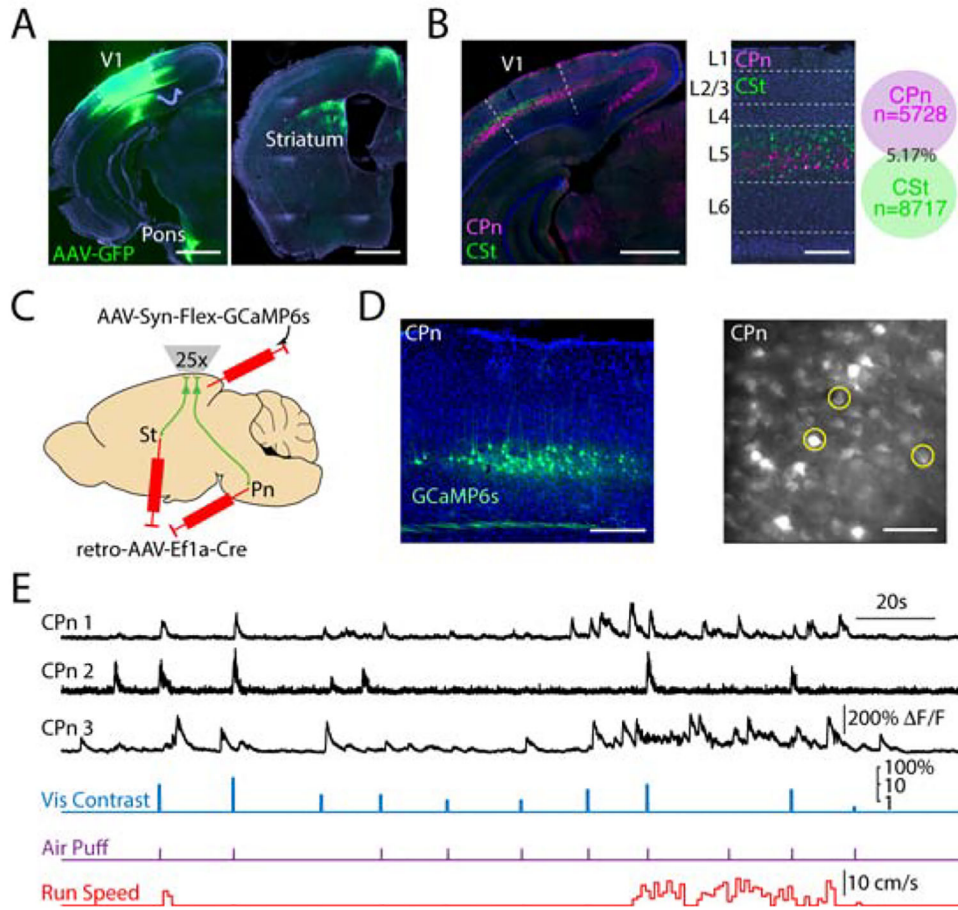 A
V1
Striatum
Pons
AAV-GFP
B
V1
CPn
CSt
L1
L2/3
L4
L5
L6
CPn
CSt
CPn
n=5728
5.17%
CSt
n=8717
C
AAV-Syn-Flex-GCaMP6s
25x
St
Pn
retro-AAV-Ef1a-Cre
D
CPn
GCaMP6s
CPn
E
20s
CPn 1
CPn 2
CPn 3
200% ΔF/F
Vis Contrast
100%
10
1
Air Puff
Run Speed
10 cm/s